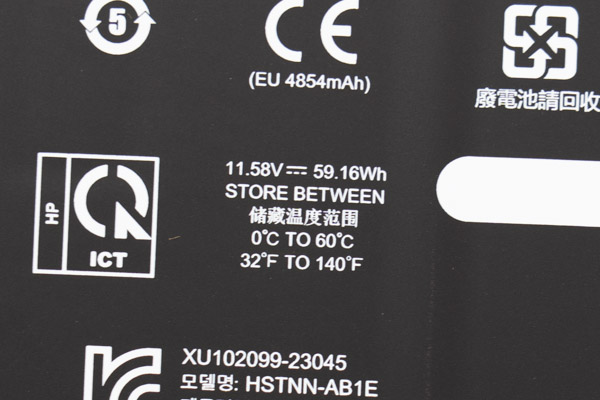 5
CE
(EU 4854mAh)
廢電池請回收
HP
ICT
11.58V⎓59.16Wh
STORE BETWEEN
储藏温度范围
0°C TO 60°C
32°F TO 140°F
XU102099-23045
모델명: HSTNN-AB1E